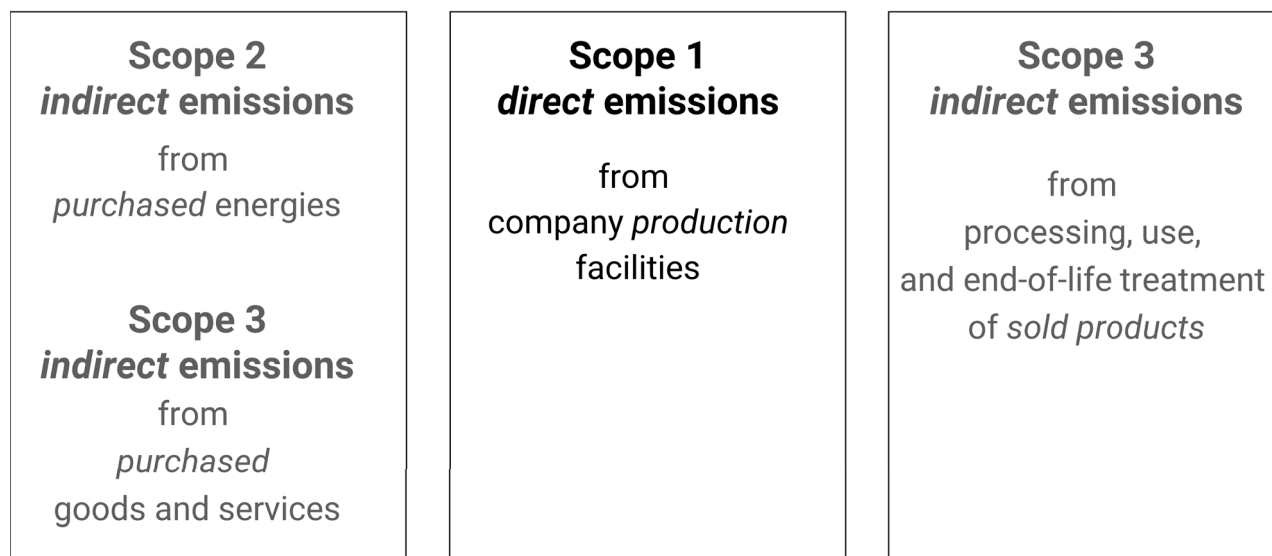 Scope 2
indirect emissions
from
purchased energies
Scope 3
indirect emissions
from
purchased
goods and services
Scope 1
direct emissions
from
company production
facilities
Scope 3
indirect emissions
from
processing, use,
and end-of-life treatment
of sold products